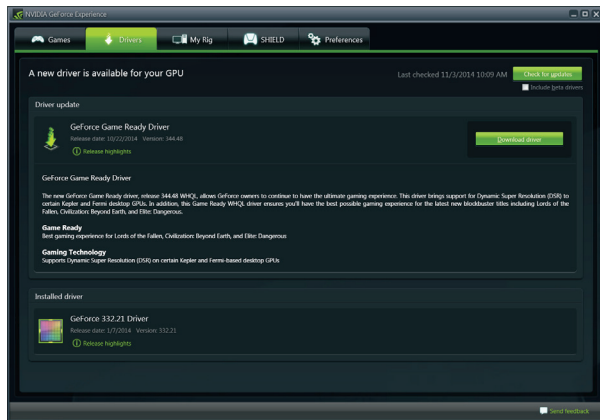 NVIDIA GeForce Experience
Games
Drivers
My Rig
SHIELD
Preferences
A new driver is available for your GPU
Last checked 11/3/2014 10:09 AM
Check for updates
Include beta drivers
Driver update
GeForce Game Ready Driver
Release date: 10/22/2014 Version: 344.48
Release highlights
Download driver
GeForce Game Ready Driver
The new GeForce Game Ready driver, release 344.48 WHQL, allows GeForce owners to continue to have the ultimate gaming experience. This driver brings support for Dynamic Super Resolution (DSR) to
certain Kepler and Fermi desktop GPUs. In addition, this Game Ready WHQL driver ensures you'll have the best possible gaming experience for the latest new blockbuster titles including Lords of the
Fallen, Civilization: Beyond Earth, and Elite: Dangerous.
Game Ready
Best gaming experience for Lords of the Fallen, Civilization: Beyond Earth, and Elite: Dangerous
Gaming Technology
Supports Dynamic Super Resolution (DSR) on certain Kepler and Fermi-based desktop GPUs
Installed driver
GeForce 332.21 Driver
Release date: 1/7/2014 Version: 332.21
Release highlights
Send feedback